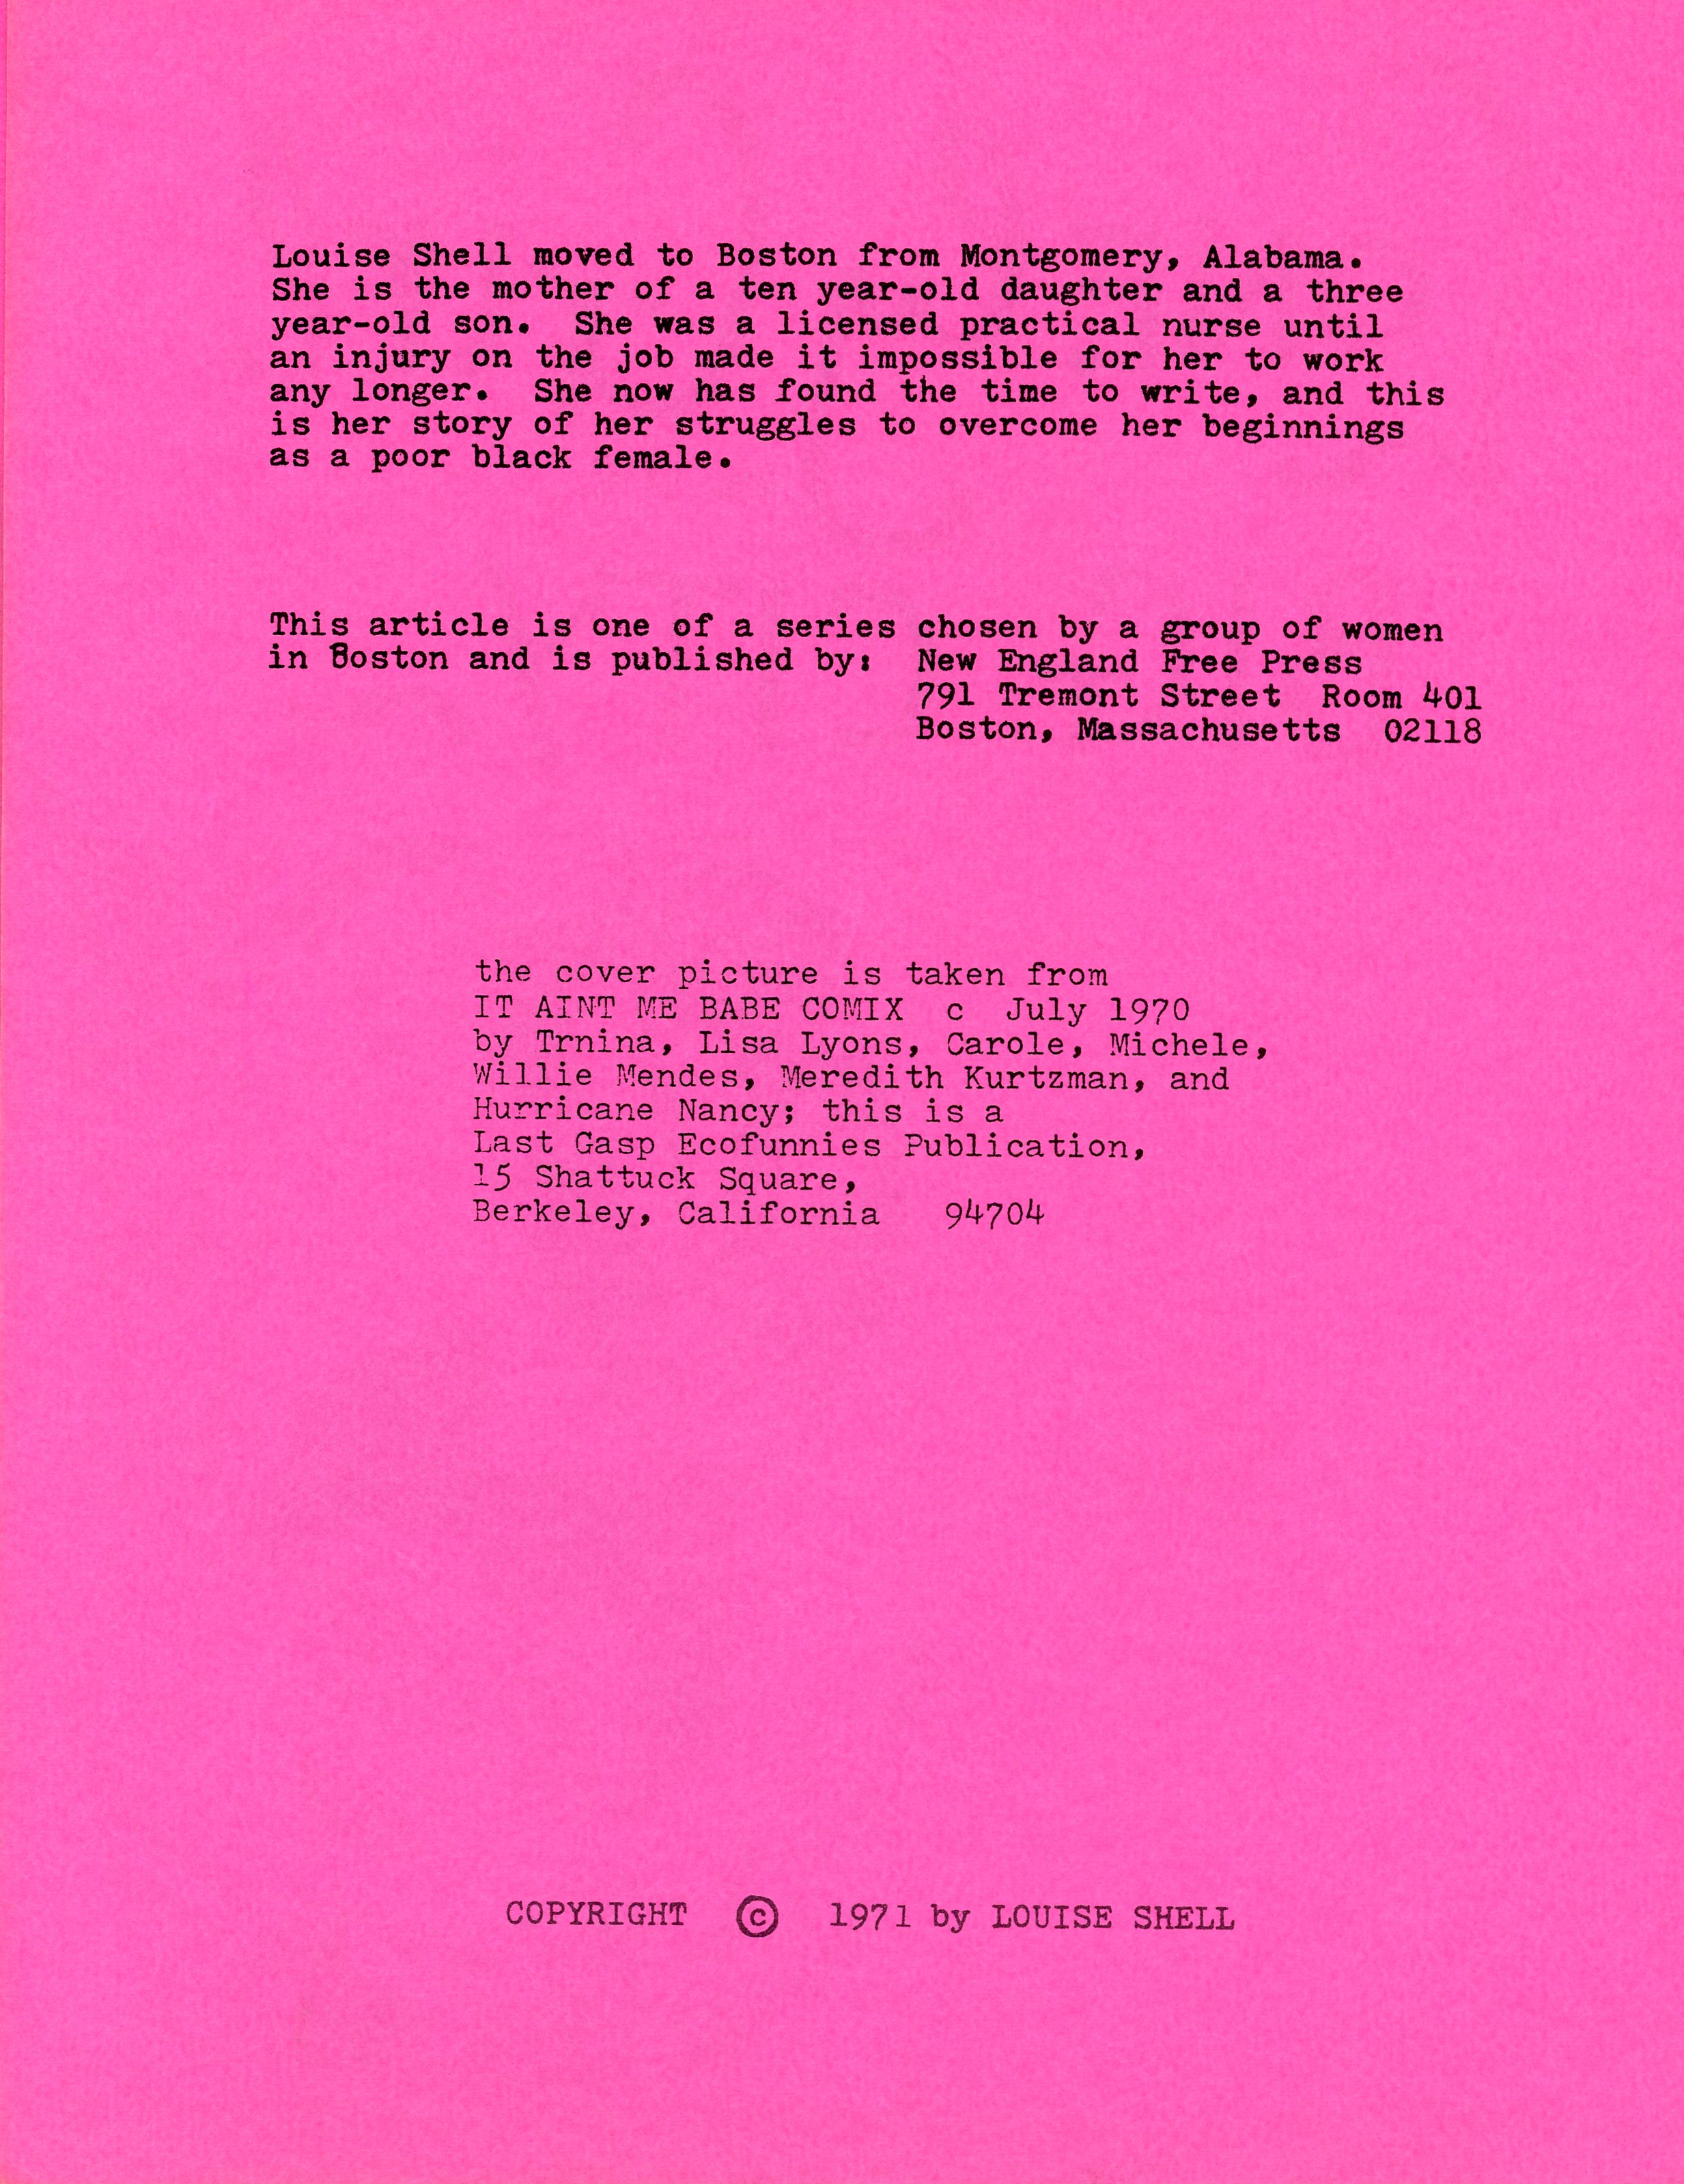 Louise Shell moved to Boston from Montgomery, Alabama.
She is the mother of a ten year-old daughter and a three
year-old son.  She was a licensed practical nurse until
an injury on the job made it impossible for her to work
any longer.  She now has found the time to write, and this
is her story of her struggles to overcome her beginnings
as a poor black female.
This article is one of a series chosen by a group of women
in Boston and is published by:  New England Free Press
791 Tremont Street  Room 401
Boston, Massachusetts  02118
the cover picture is taken from
IT AINT ME BABE COMIX  c  July 1970
by Trnina, Lisa Lyons, Carole, Michele,
Willie Mendes, Meredith Kurtzman, and
Hurricane Nancy; this is a
Last Gasp Ecofunnies Publication,
15 Shattuck Square,
Berkeley, California   94704
COPYRIGHT  ©  1971 by LOUISE SHELL